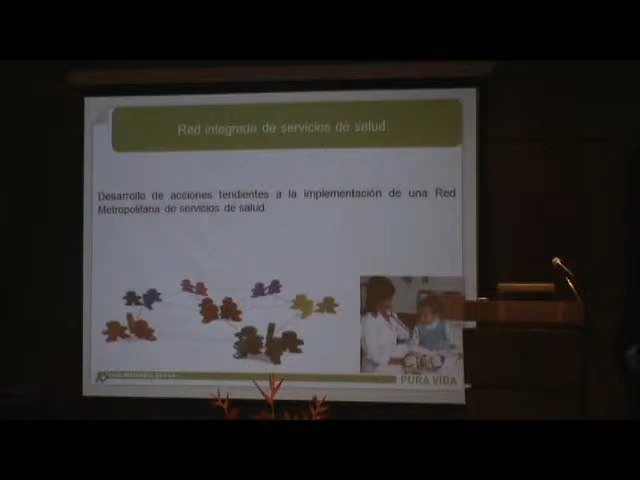 Red integrada de servicios de salud
Desarrollo de acciones tendientes a la implementación de una Red
Metropolitana de servicios de salud.
PURA VIDA